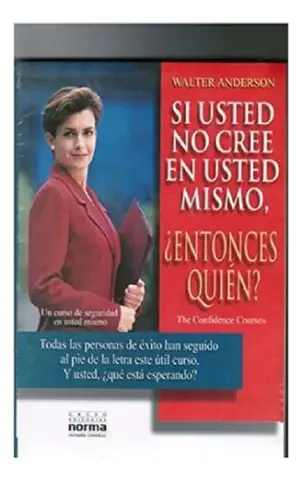 WALTER ANDERSON
SI USTED
NO CREE
EN USTED
MISMO,
¿ENTONCES
QUIÉN?
The Confidence Courses
Un curso de seguridad
en usted mismo
Todas las personas de éxito han seguido
al pie de la letra este útil curso.
Y usted, ¿qué está esperando?
GRUPO
EDITORIAL
norma